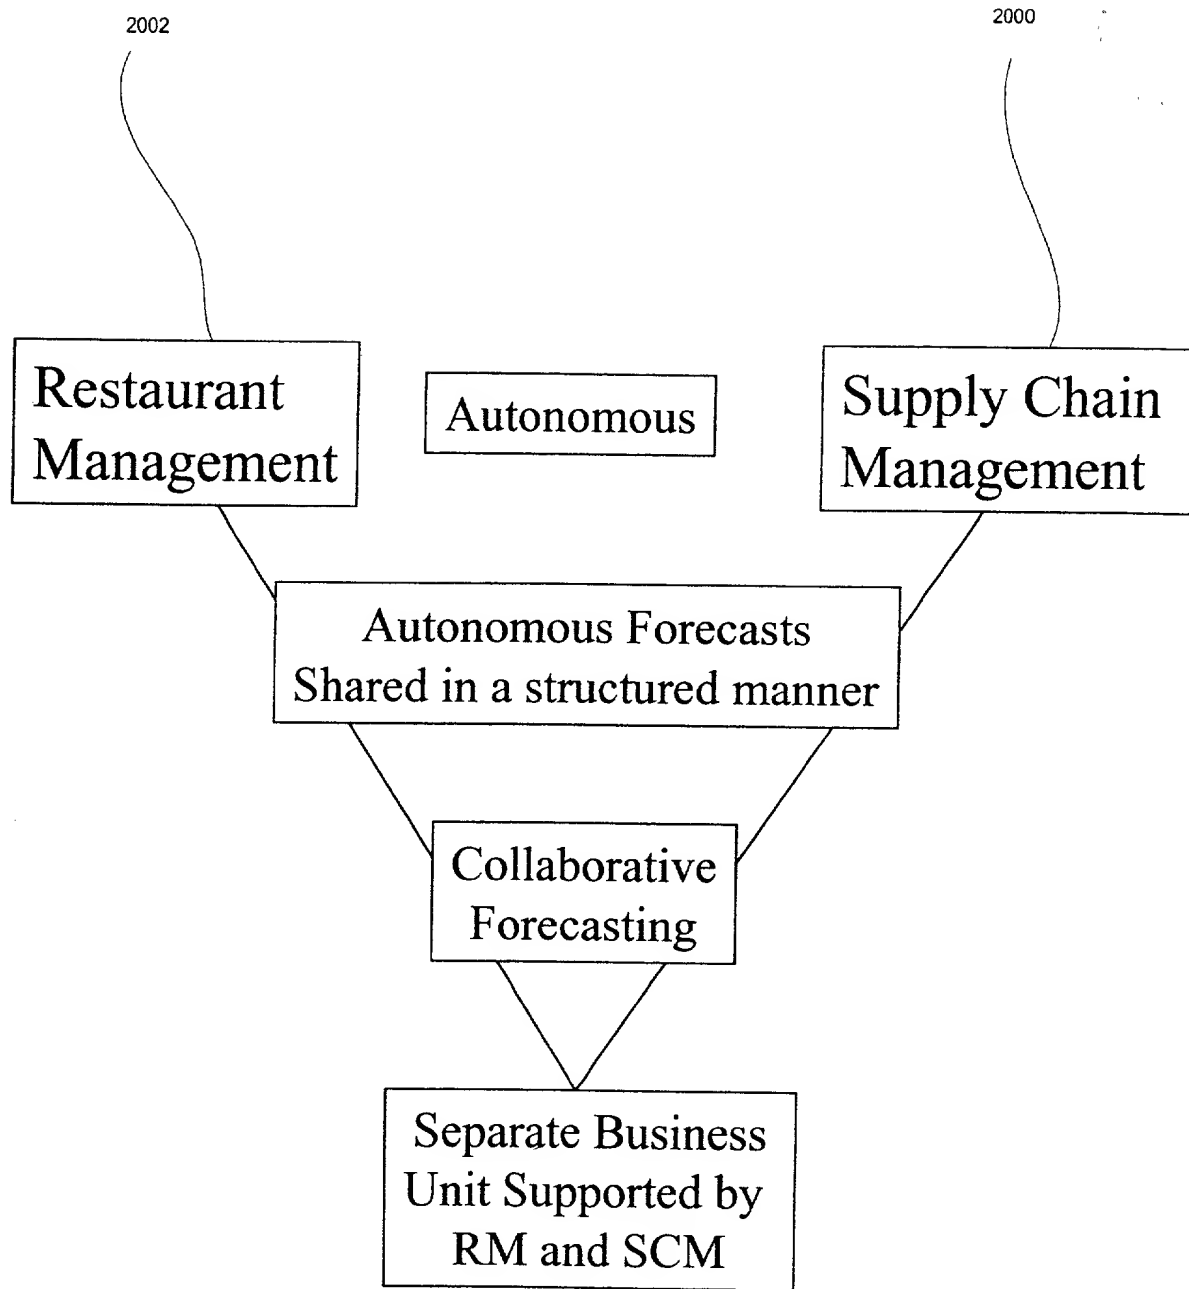 2002
2000
Restaurant
Management
Autonomous
Supply Chain
Management
Autonomous Forecasts
Shared in a structured manner
Collaborative
Forecasting
Separate Business
Unit Supported by
RM and SCM